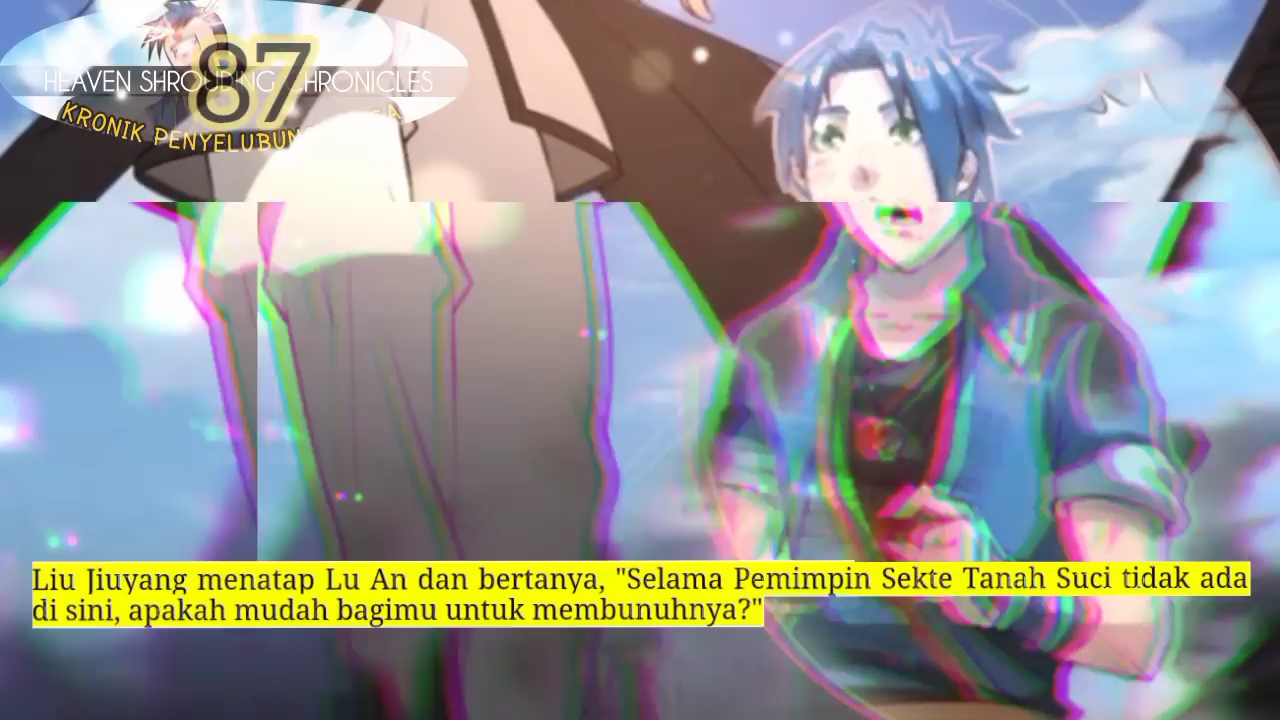 87
HEAVEN SHROUDING CHRONICLES
KRONIK
Liu Jiuyang menatap Lu An dan bertanya, "Selama Pemimpin Sekte Tanah Suci tidak ada
di sini, apakah mudah bagimu untuk membunuhnya?"